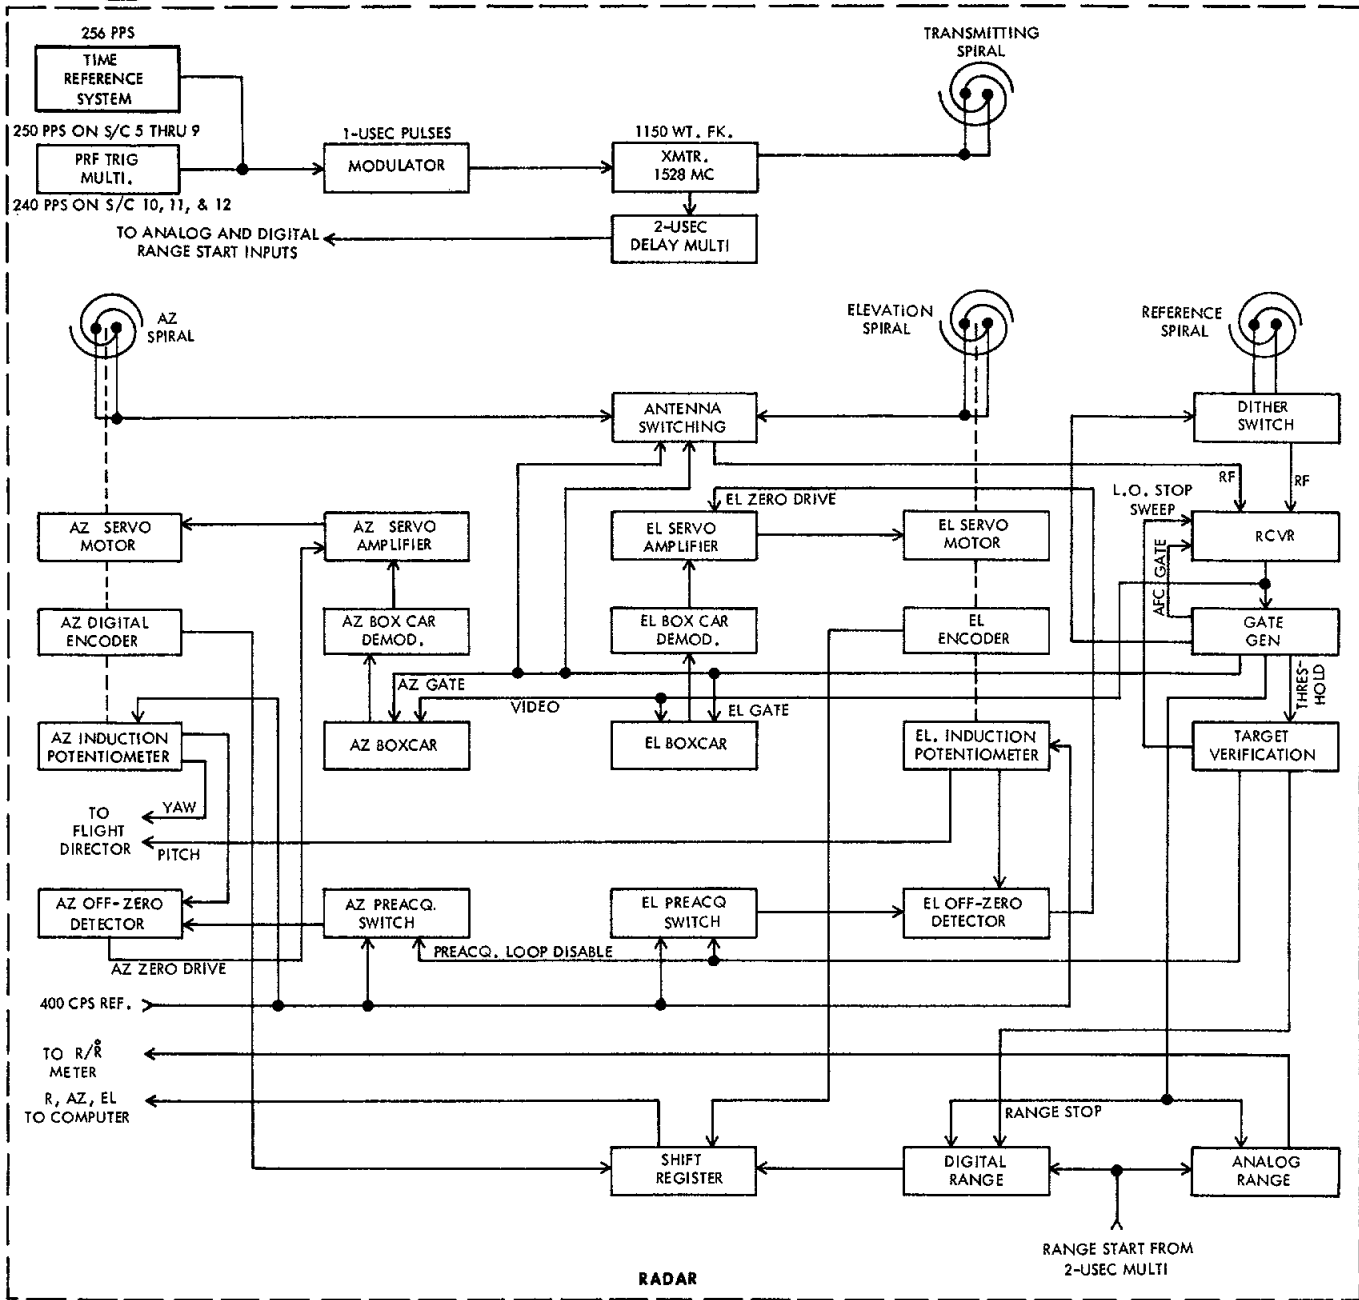 256 PPS
TIME
REFERENCE
SYSTEM
250 PPS ON S/C 5 THRU 9
PRF TRIG
MULTI.
240 PPS ON S/C 10, 11, & 12
1-USEC PULSES
MODULATOR
1150 WT. FK.
XMTR.
1528 MC
2-USEC
DELAY MULTI
TO ANALOG AND DIGITAL
RANGE START INPUTS
TRANSMITTING
SPIRAL
AZ
SPIRAL
ELEVATION
SPIRAL
REFERENCE
SPIRAL
ANTENNA
SWITCHING
DITHER
SWITCH
RF
RF
L.O. STOP
SWEEP
EL ZERO DRIVE
AZ SERVO
MOTOR
AZ SERVO
AMPLIFIER
EL SERVO
AMPLIFIER
EL SERVO
MOTOR
RCVR
AFC GATE
AZ DIGITAL
ENCODER
AZ BOX CAR
DEMOD.
EL BOX CAR
DEMOD.
EL
ENCODER
GATE
GEN
THRES-
HOLD
AZ GATE
VIDEO
EL GATE
AZ INDUCTION
POTENTIOMETER
AZ BOXCAR
EL BOXCAR
EL. INDUCTION
POTENTIOMETER
TARGET
VERIFICATION
YAW
TO
FLIGHT
DIRECTOR
PITCH
AZ OFF-ZERO
DETECTOR
AZ PREACQ.
SWITCH
EL PREACQ
SWITCH
EL OFF-ZERO
DETECTOR
PREACQ. LOOP DISABLE
AZ ZERO DRIVE
400 CPS REF.
TO R/Ṙ
METER
R, AZ, EL
TO COMPUTER
RANGE STOP
SHIFT
REGISTER
DIGITAL
RANGE
ANALOG
RANGE
RANGE START FROM
2-USEC MULTI
RADAR